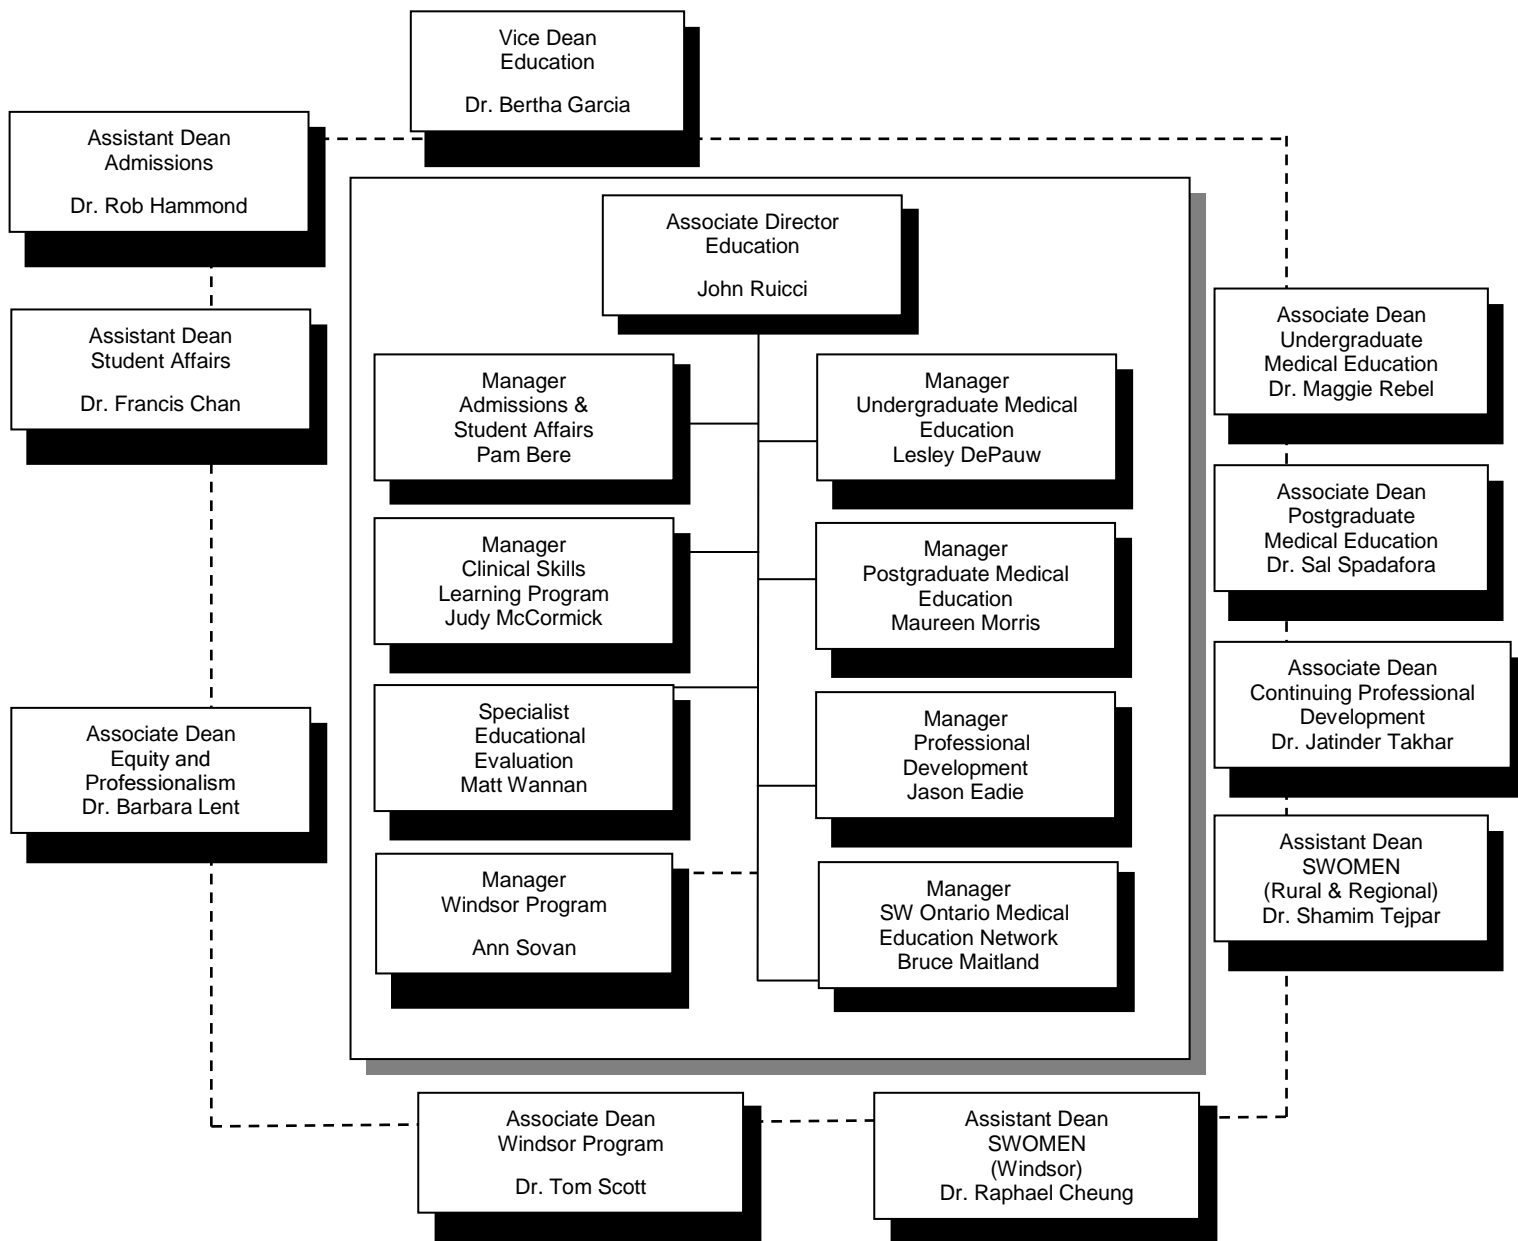 Vice Dean
Education
Dr. Bertha Garcia
Assistant Dean
Admissions
Dr. Rob Hammond
Associate Director
Education
John Ruicci
Assistant Dean
Student Affairs
Dr. Francis Chan
Associate Dean
Undergraduate
Medical Education
Dr. Maggie Rebel
Manager
Admissions &
Student Affairs
Pam Bere
Manager
Undergraduate Medical
Education
Lesley DePauw
Associate Dean
Postgraduate
Medical Education
Dr. Sal Spadafora
Manager
Clinical Skills
Learning Program
Judy McCormick
Manager
Postgraduate Medical
Education
Maureen Morris
Associate Dean
Continuing Professional
Development
Dr. Jatinder Takhar
Specialist
Educational
Evaluation
Matt Wannan
Manager
Professional
Development
Jason Eadie
Associate Dean
Equity and
Professionalism
Dr. Barbara Lent
Assistant Dean
SWOMEN
(Rural & Regional)
Dr. Shamim Tejpar
Manager
Windsor Program
Ann Sovan
Manager
SW Ontario Medical
Education Network
Bruce Maitland
Associate Dean
Windsor Program
Dr. Tom Scott
Assistant Dean
SWOMEN
(Windsor)
Dr. Raphael Cheung